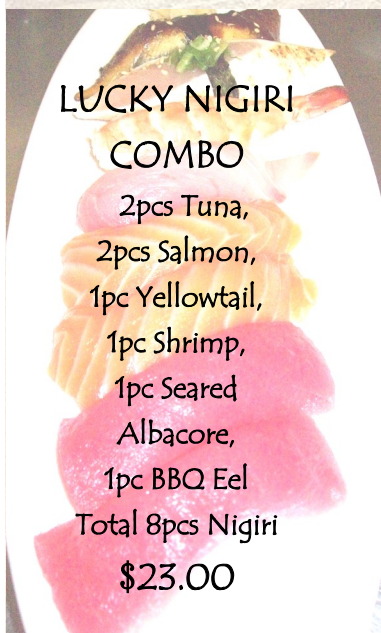 LUCKY NIGIRI
COMBO
2pcs Tuna,
2pcs Salmon,
1pc Yellowtail,
1pc Shrimp,
1pc Seared
Albacore,
1pc BBQ Eel
Total 8pcs Nigiri
$23.00